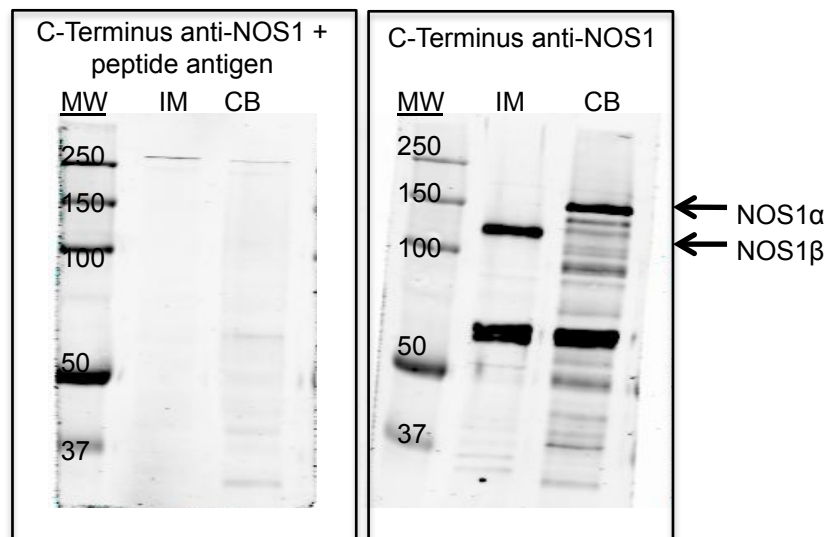 C-Terminus anti-NOS1 +
peptide antigen
MW IM CB
250
150
100
50
37
C-Terminus anti-NOS1
MW IM CB
250
150
100
50
37
NOS1α
NOS1β